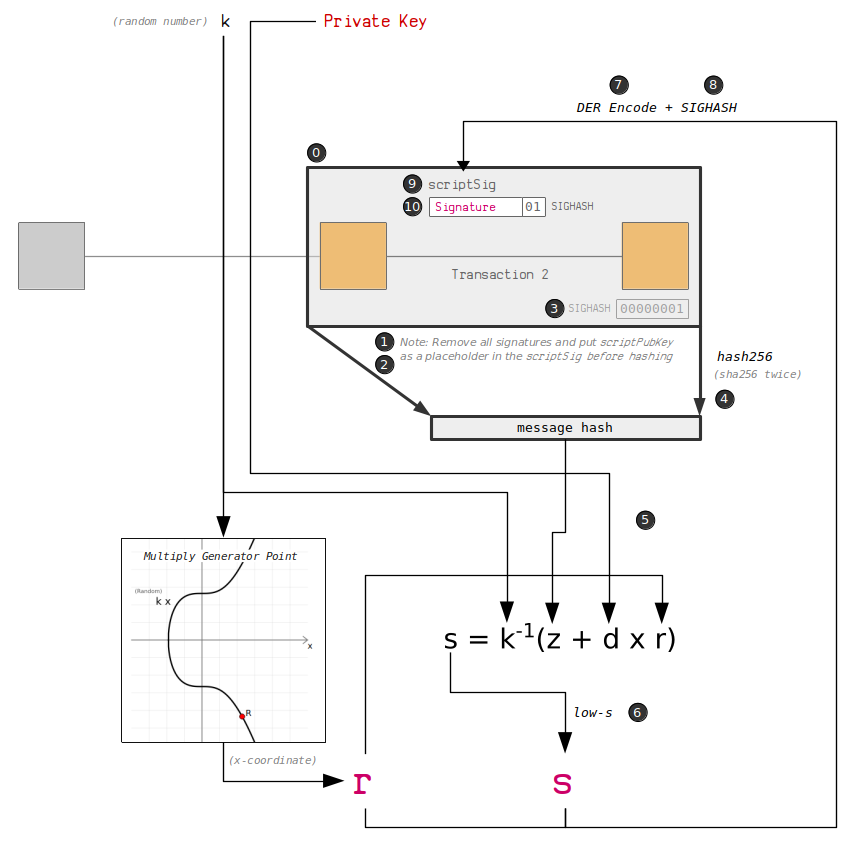 (random number) k Private Key
7 8
DER Encode + SIGHASH
0
9 scriptSig
10 Signature 01 SIGHASH
Transaction 2
3 SIGHASH 00000001
1 Note: Remove all signatures and put scriptPubKey
2 as a placeholder in the scriptSig before hashing
hash256
(sha256 twice)
4
message hash
5
Multiply Generator Point
(Random)
k x
x
R
s = k-1(z + d x r)
low-s 6
(x-coordinate)
r s